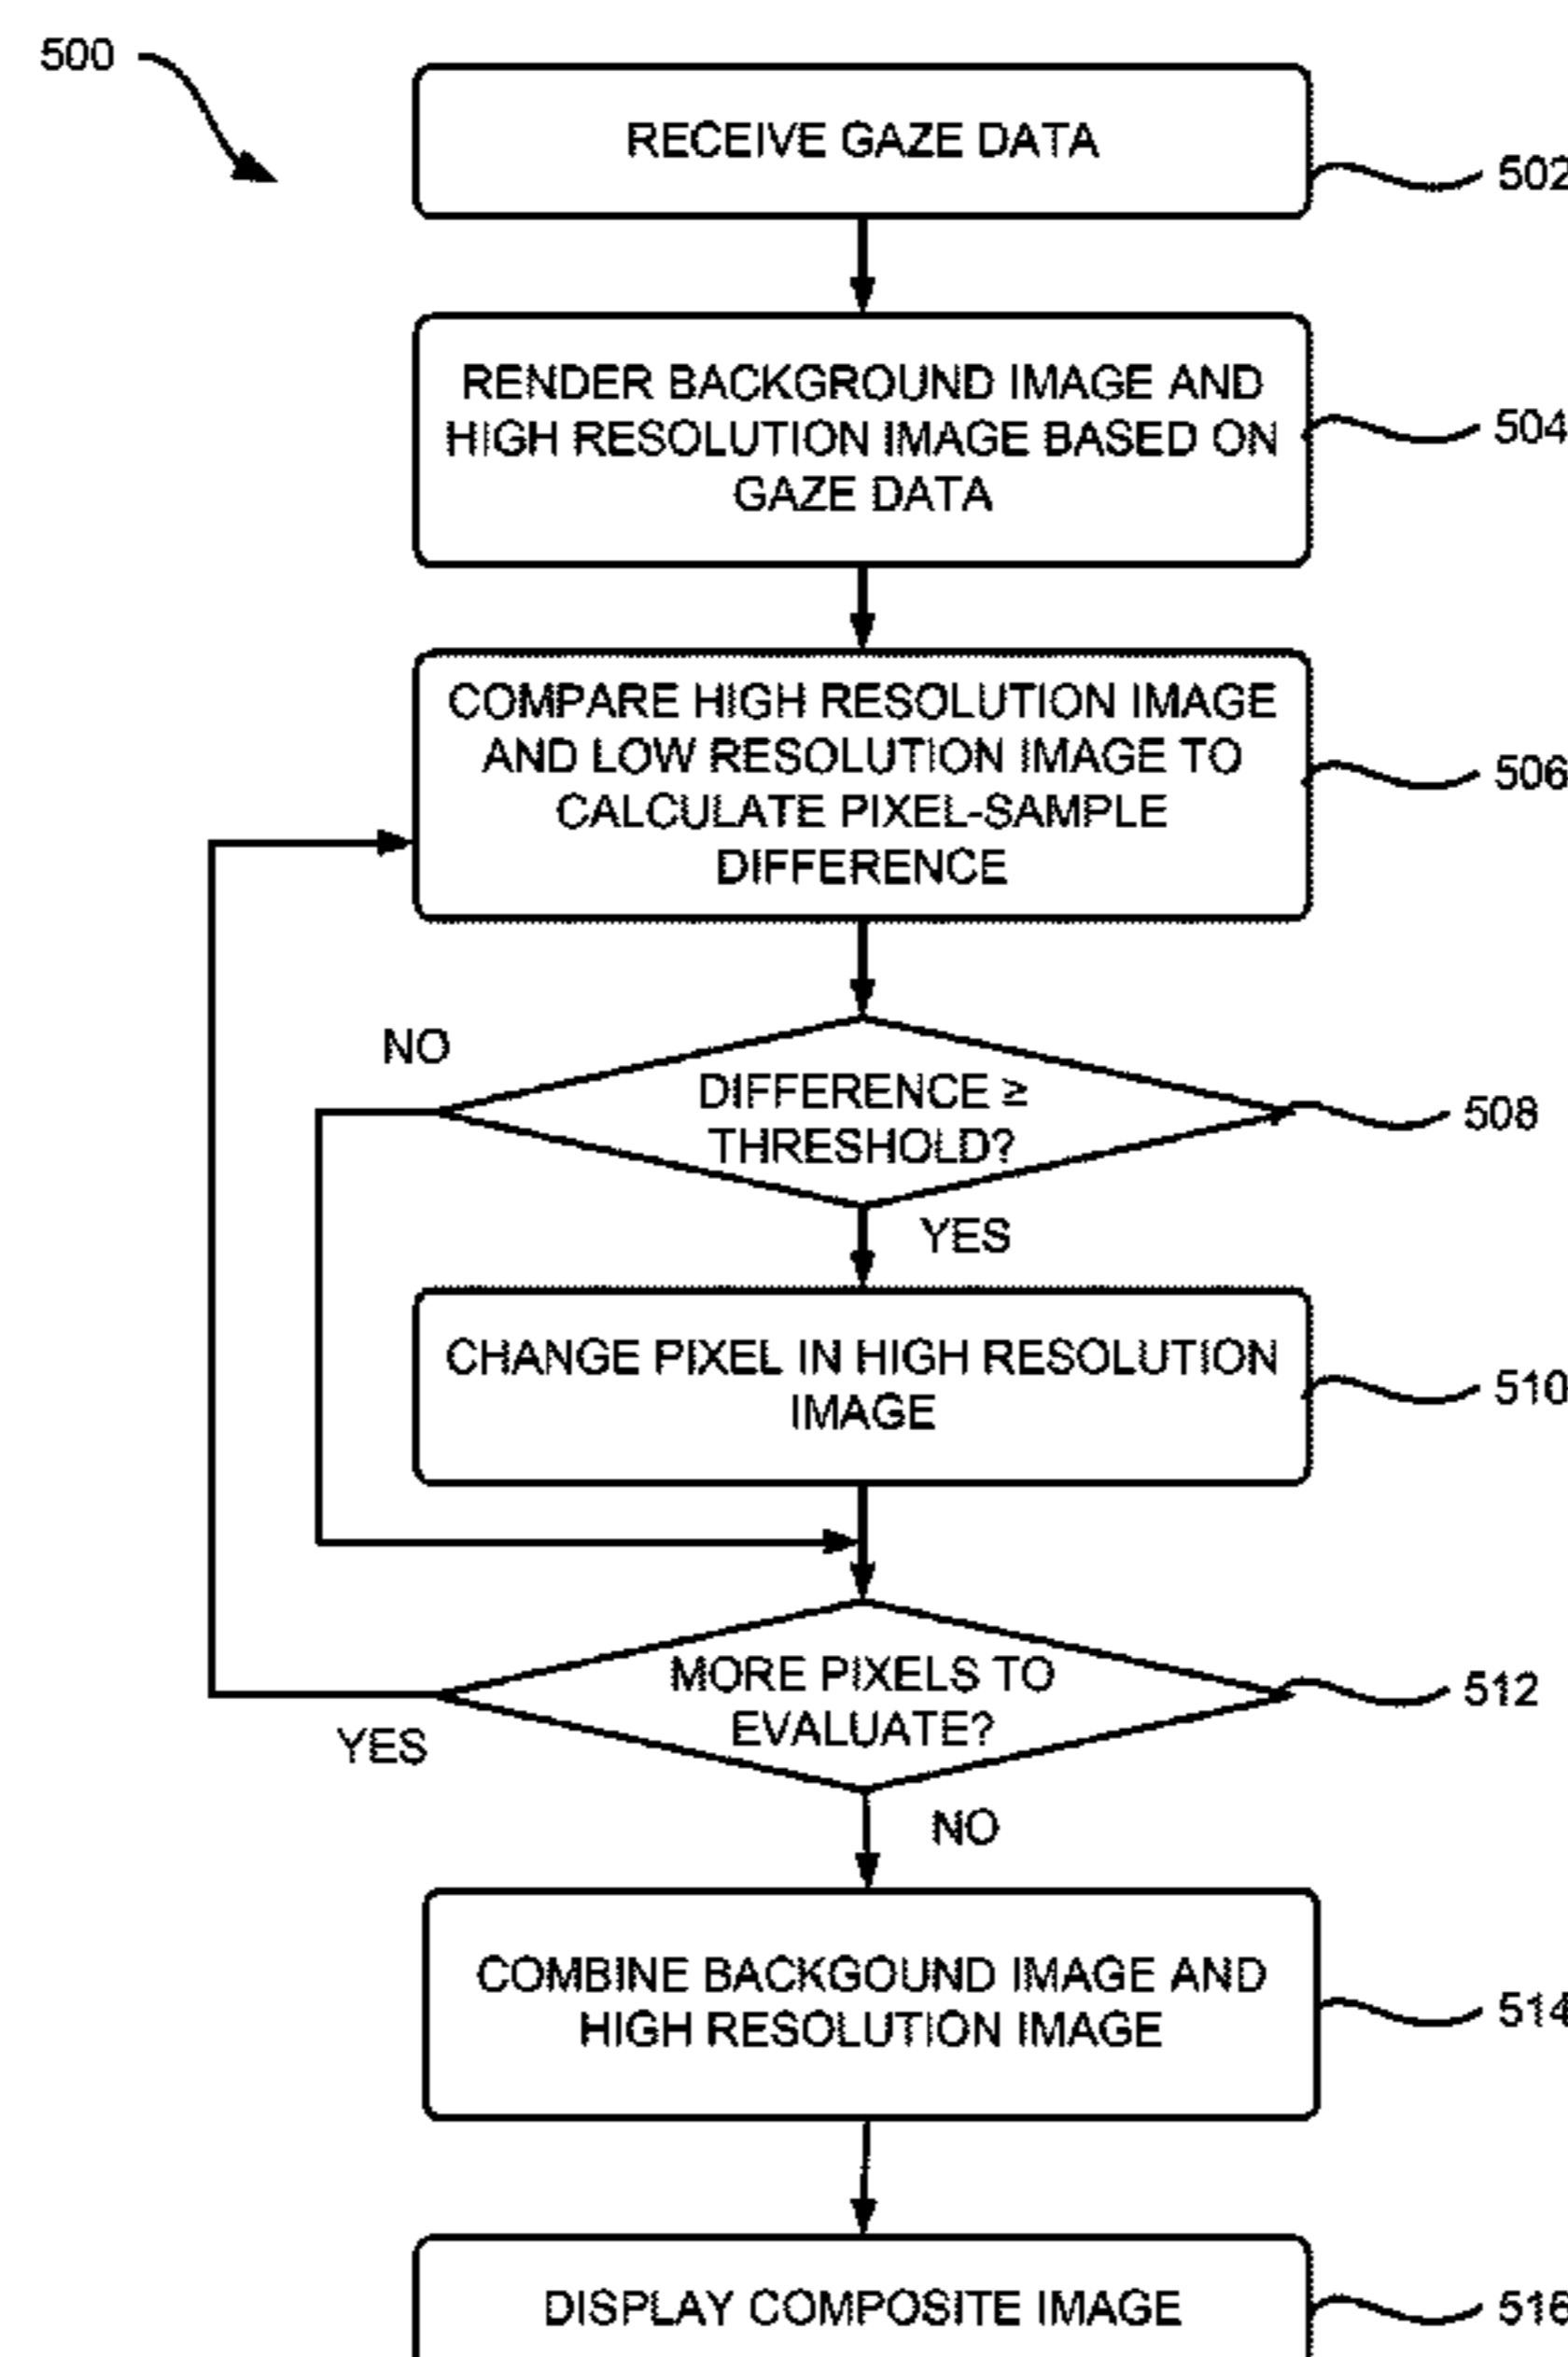 500
RECEIVE GAZE DATA
502
RENDER BACKGROUND IMAGE AND
HIGH RESOLUTION IMAGE BASED ON
GAZE DATA
504
COMPARE HIGH RESOLUTION IMAGE
AND LOW RESOLUTION IMAGE TO
CALCULATE PIXEL-SAMPLE
DIFFERENCE
506
NO
DIFFERENCE ≥
THRESHOLD?
508
YES
CHANGE PIXEL IN HIGH RESOLUTION
IMAGE
510
MORE PIXELS TO
EVALUATE?
512
YES
NO
COMBINE BACKGOUND IMAGE AND
HIGH RESOLUTION IMAGE
514
DISPLAY COMPOSITE IMAGE
516